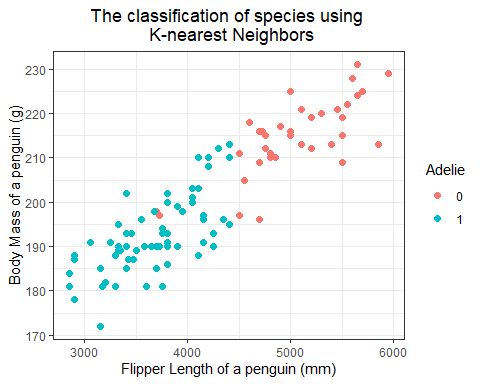 The classification of species using
K-nearest Neighbors
Body Mass of a penguin (g)
230
220
210
200
190
180
170
3000
4000
5000
6000
Flipper Length of a penguin (mm)
Adelie
0
1